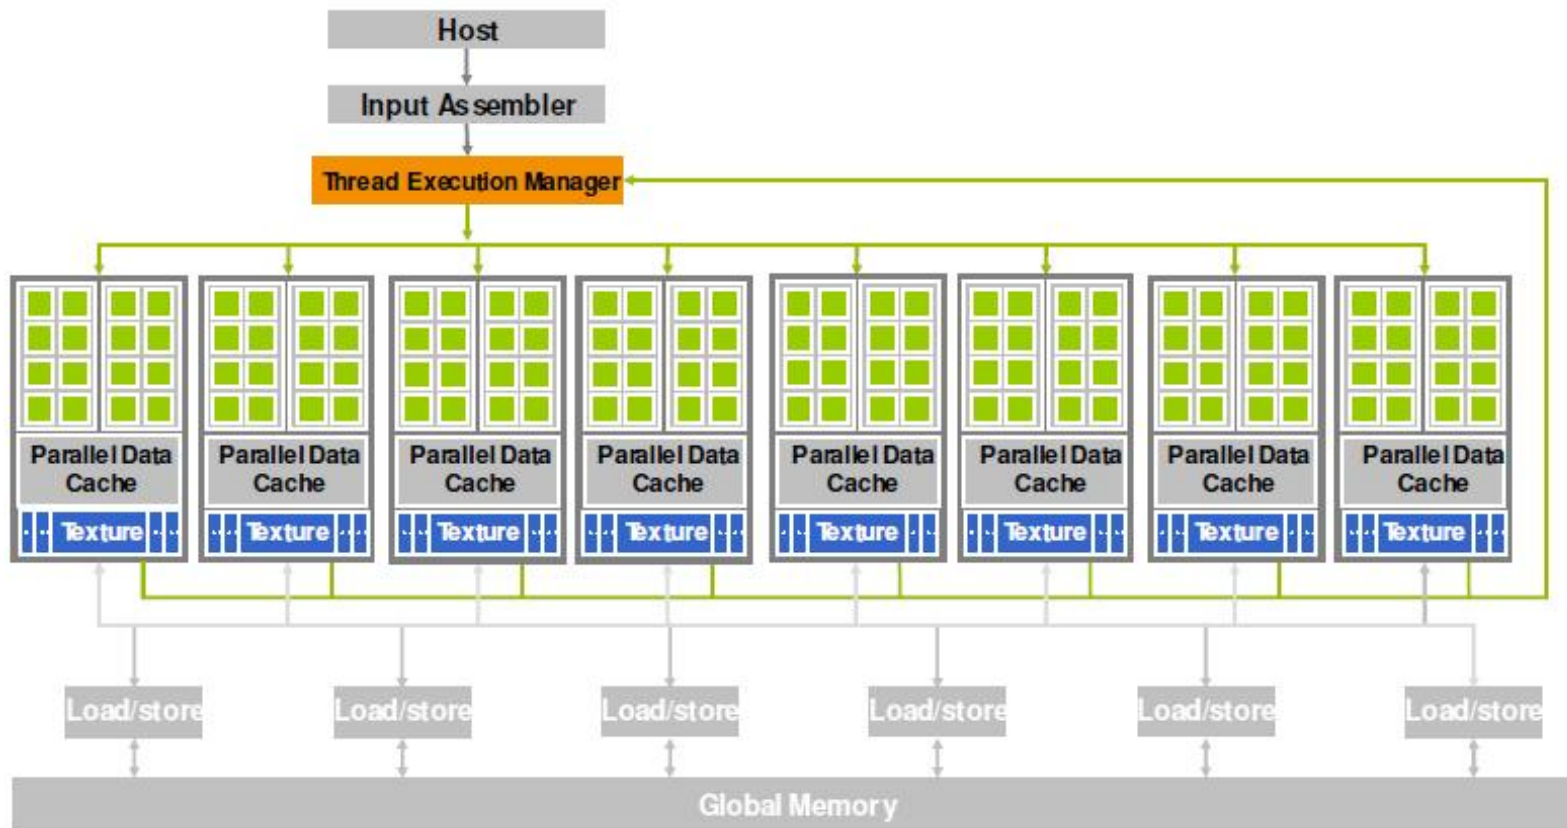 Host
Input Assembler
Thread Execution Manager
Parallel Data
Cache
Texture
Parallel Data
Cache
Texture
Parallel Data
Cache
Texture
Parallel Data
Cache
Texture
Parallel Data
Cache
Texture
Parallel Data
Cache
Texture
Parallel Data
Cache
Texture
Parallel Data
Cache
Texture
Load/store
Load/store
Load/store
Load/store
Load/store
Load/store
Global Memory